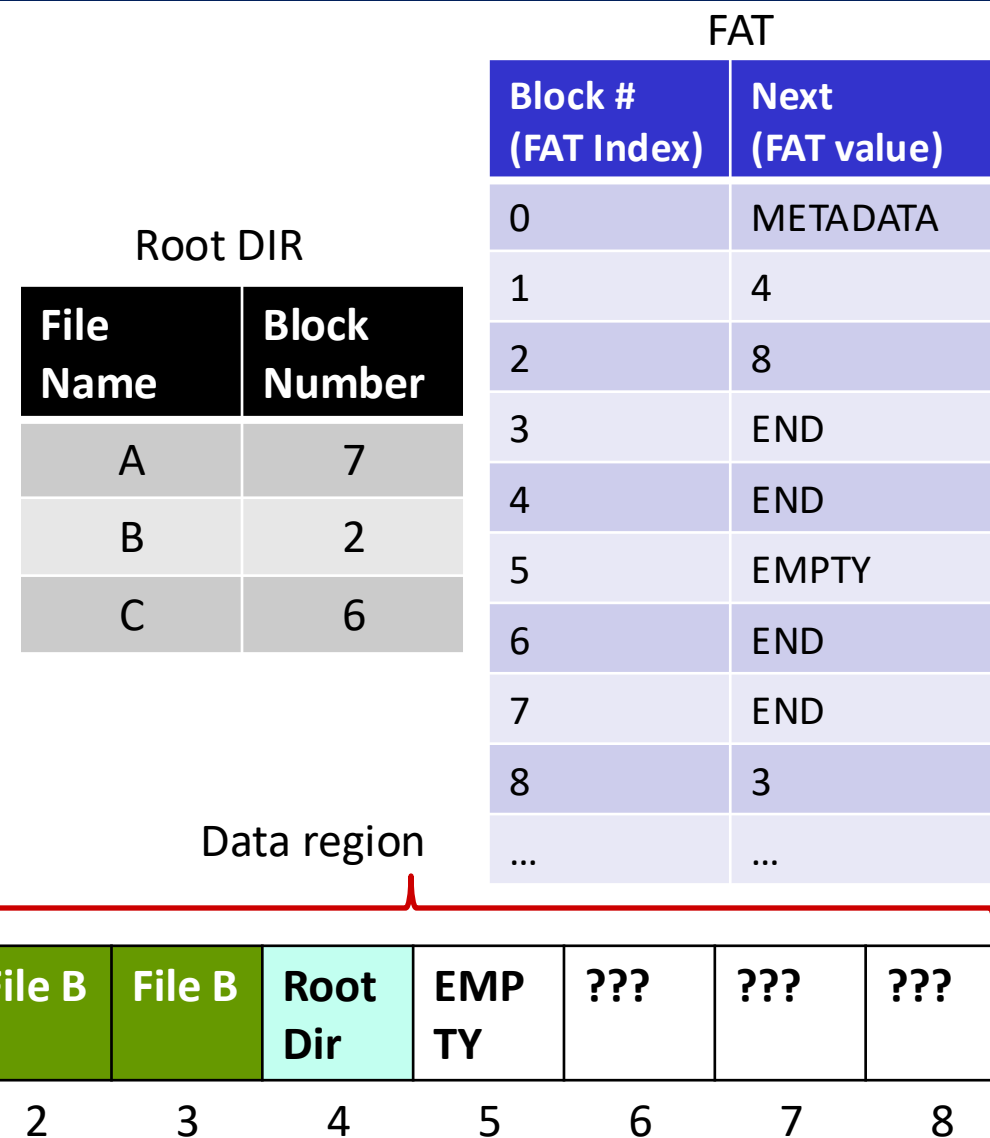 FAT
Block # Next
(FAT Index) (FAT value)
0 METADATA
1 4
2 8
3 END
4 END
5 EMPTY
6 END
7 END
8 3
... ...
Root DIR
File Block
Name Number
A 7
B 2
C 6
Data region
File B File B Root EMP ??? ??? ???
Dir TY
2 3 4 5 6 7 8